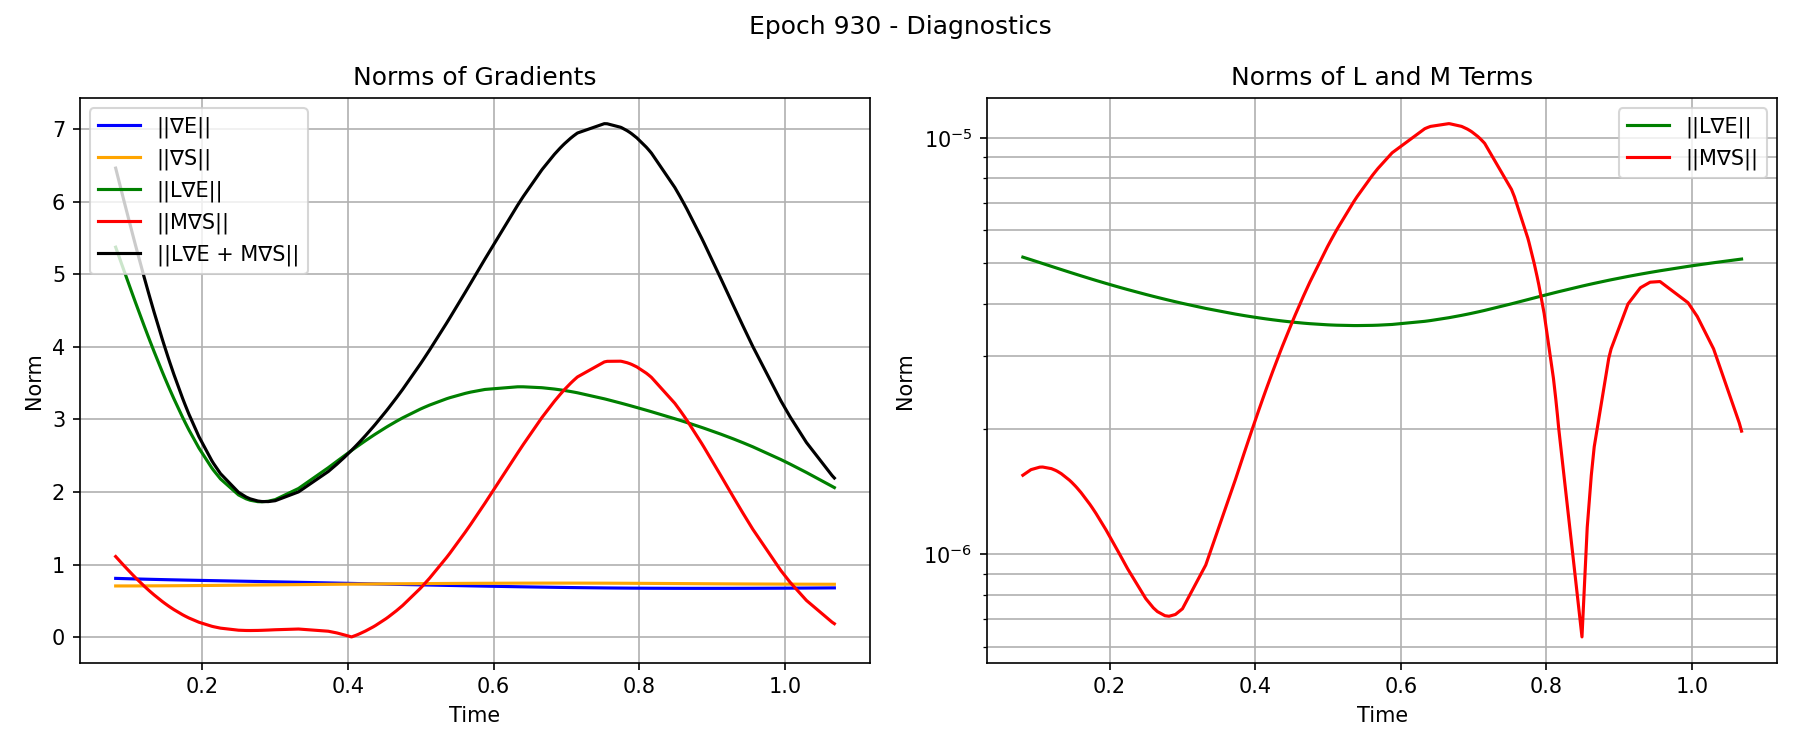 Epoch 930 - Diagnostics
Norms of Gradients
||∇E||
||∇S||
||L∇E||
||M∇S||
||L∇E + M∇S||
7
6
5
4
3
2
1
0
Norm
0.2 0.4 0.6 0.8 1.0
Time
Norms of L and M Terms
||L∇E||
||M∇S||
10⁻⁵
10⁻⁶
Norm
0.2 0.4 0.6 0.8 1.0
Time